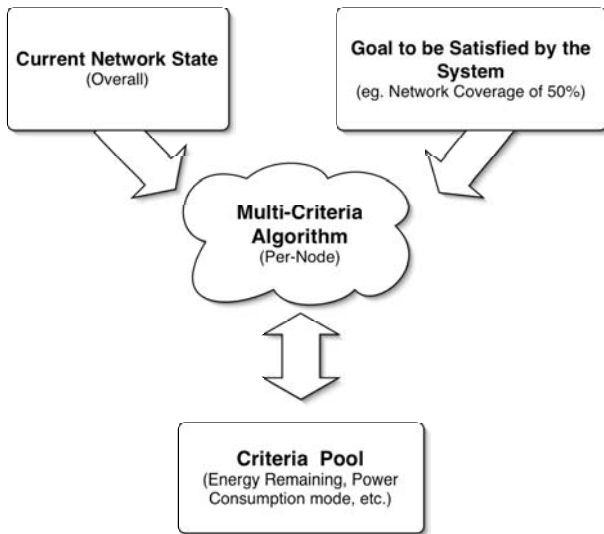 Current Network State
(Overall)
Goal to be Satisfied by the
System
(eg. Network Coverage of 50%)
Multi-Criteria
Algorithm
(Per-Node)
Criteria Pool
(Energy Remaining, Power
Consumption mode, etc.)